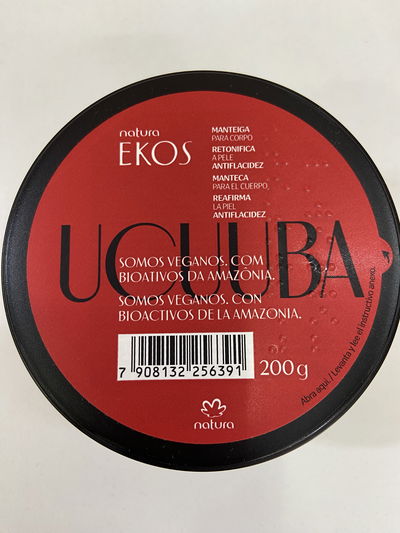 natura
EKOS
MANTEIGA
PARA CORPO
RETONIFICA
A PELE
ANTIFLACIDEZ
MANTECA
PARA EL CUERPO
REAFIRMA
LA PIEL
ANTIFLACIDEZ
UCUUBA
SOMOS VEGANOS. COM
BIOATIVOS DA AMAZÔNIA.
SOMOS VEGANOS. CON
BIOACTIVOS DE LA AMAZONIA.
7 908132 256391
200g
Abra aqui. / Levanta y lee el instructivo anexo.
natura